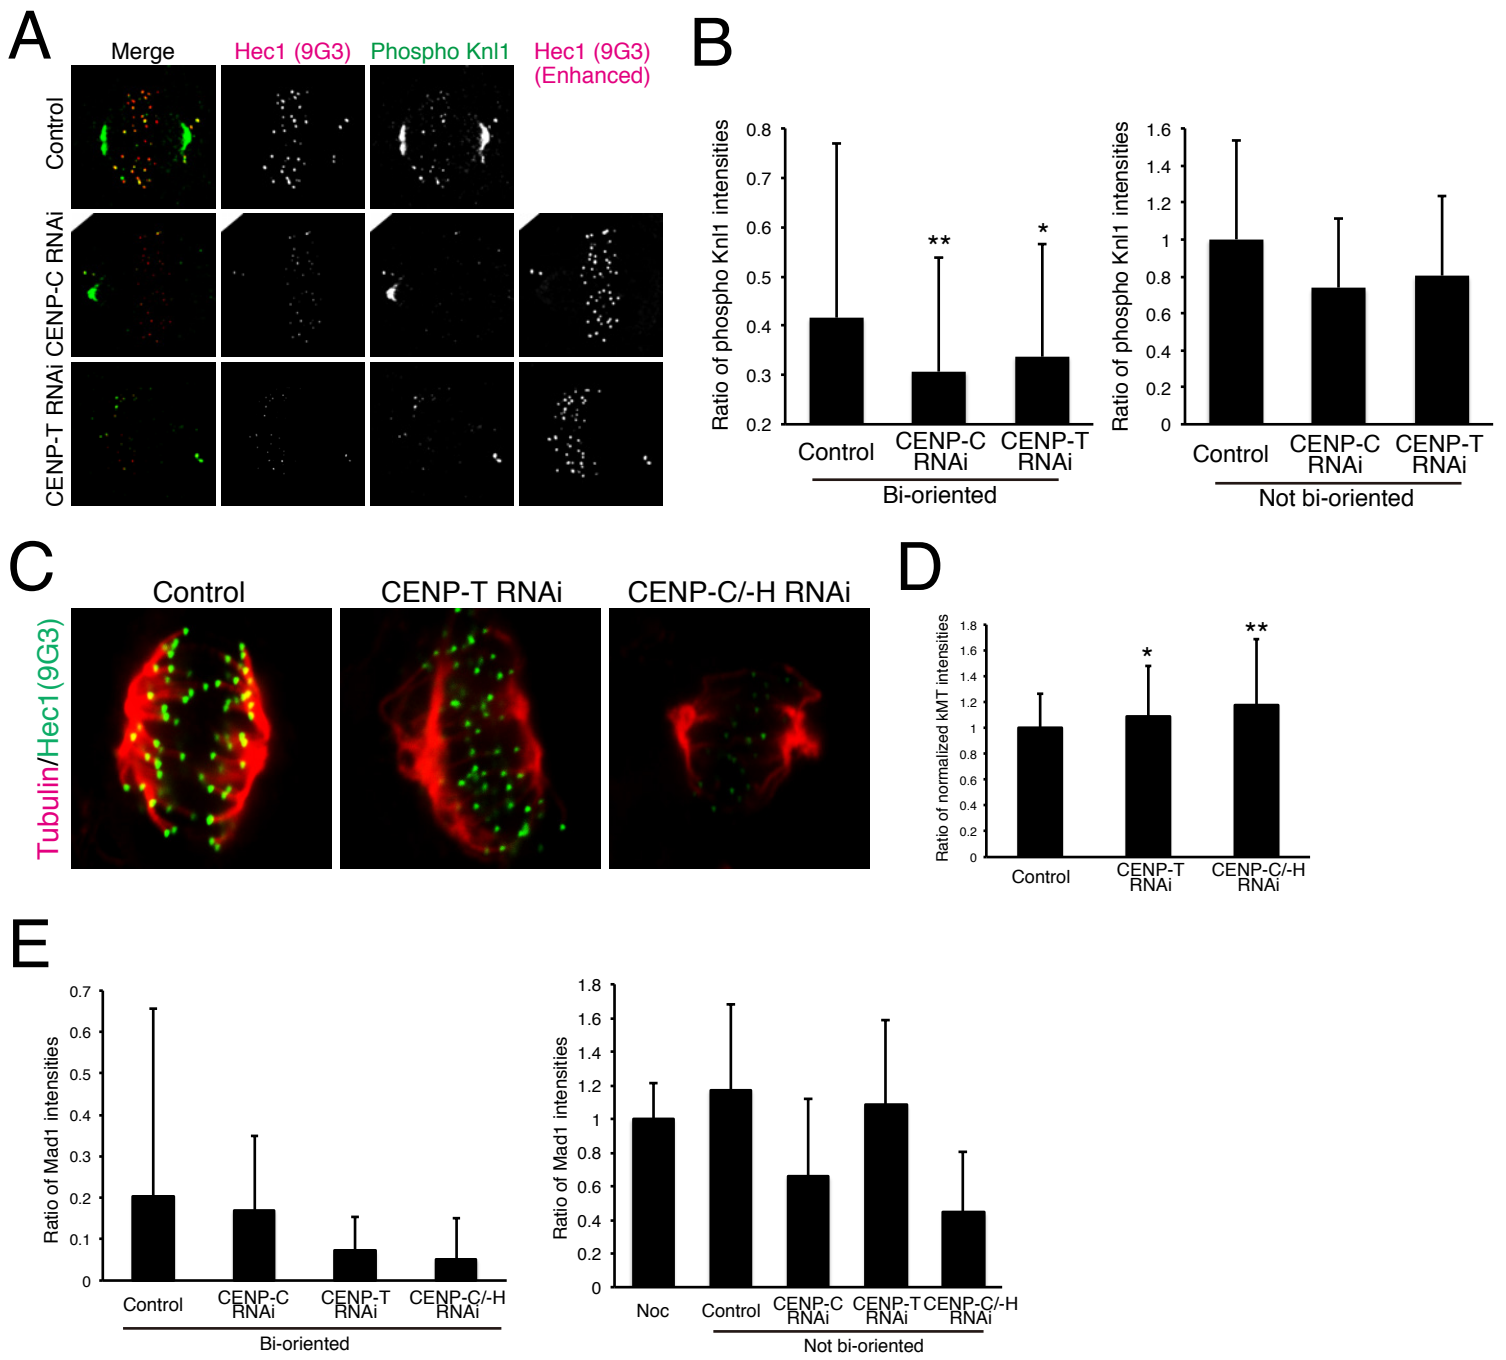 A
Merge
Hec1 (9G3)
Phospho Knl1
Hec1 (9G3)
(Enhanced)
Control
CENP-C RNAi
CENP-T RNAi
B
Ratio of phospho Knl1 intensities
0.8
0.7
0.6
0.5
0.4
0.3
0.2
**
*
Control
CENP-C
RNAi
CENP-T
RNAi
Bi-oriented
Ratio of phospho Knl1 intensities
1.6
1.4
1.2
1
0.8
0.6
0.4
0.2
0
Control
CENP-C
RNAi
CENP-T
RNAi
Not bi-oriented
C
Control
CENP-T RNAi
CENP-C/-H RNAi
Tubulin/Hec1(9G3)
D
Ratio of normalized kMT intensities
1.8
1.6
1.4
1.2
1
0.8
0.6
0.4
0.2
0
*
**
Control
CENP-T
RNAi
CENP-C/-H
RNAi
E
Ratio of Mad1 intensities
0.7
0.6
0.5
0.4
0.3
0.2
0.1
0
Control
CENP-C
RNAi
CENP-T
RNAi
CENP-C/-H
RNAi
Bi-oriented
Ratio of Mad1 intensities
1.8
1.6
1.4
1.2
1
0.8
0.6
0.4
0.2
0
Noc
Control
CENP-C
RNAi
CENP-T
RNAi
CENP-C/-H
RNAi
Not bi-oriented